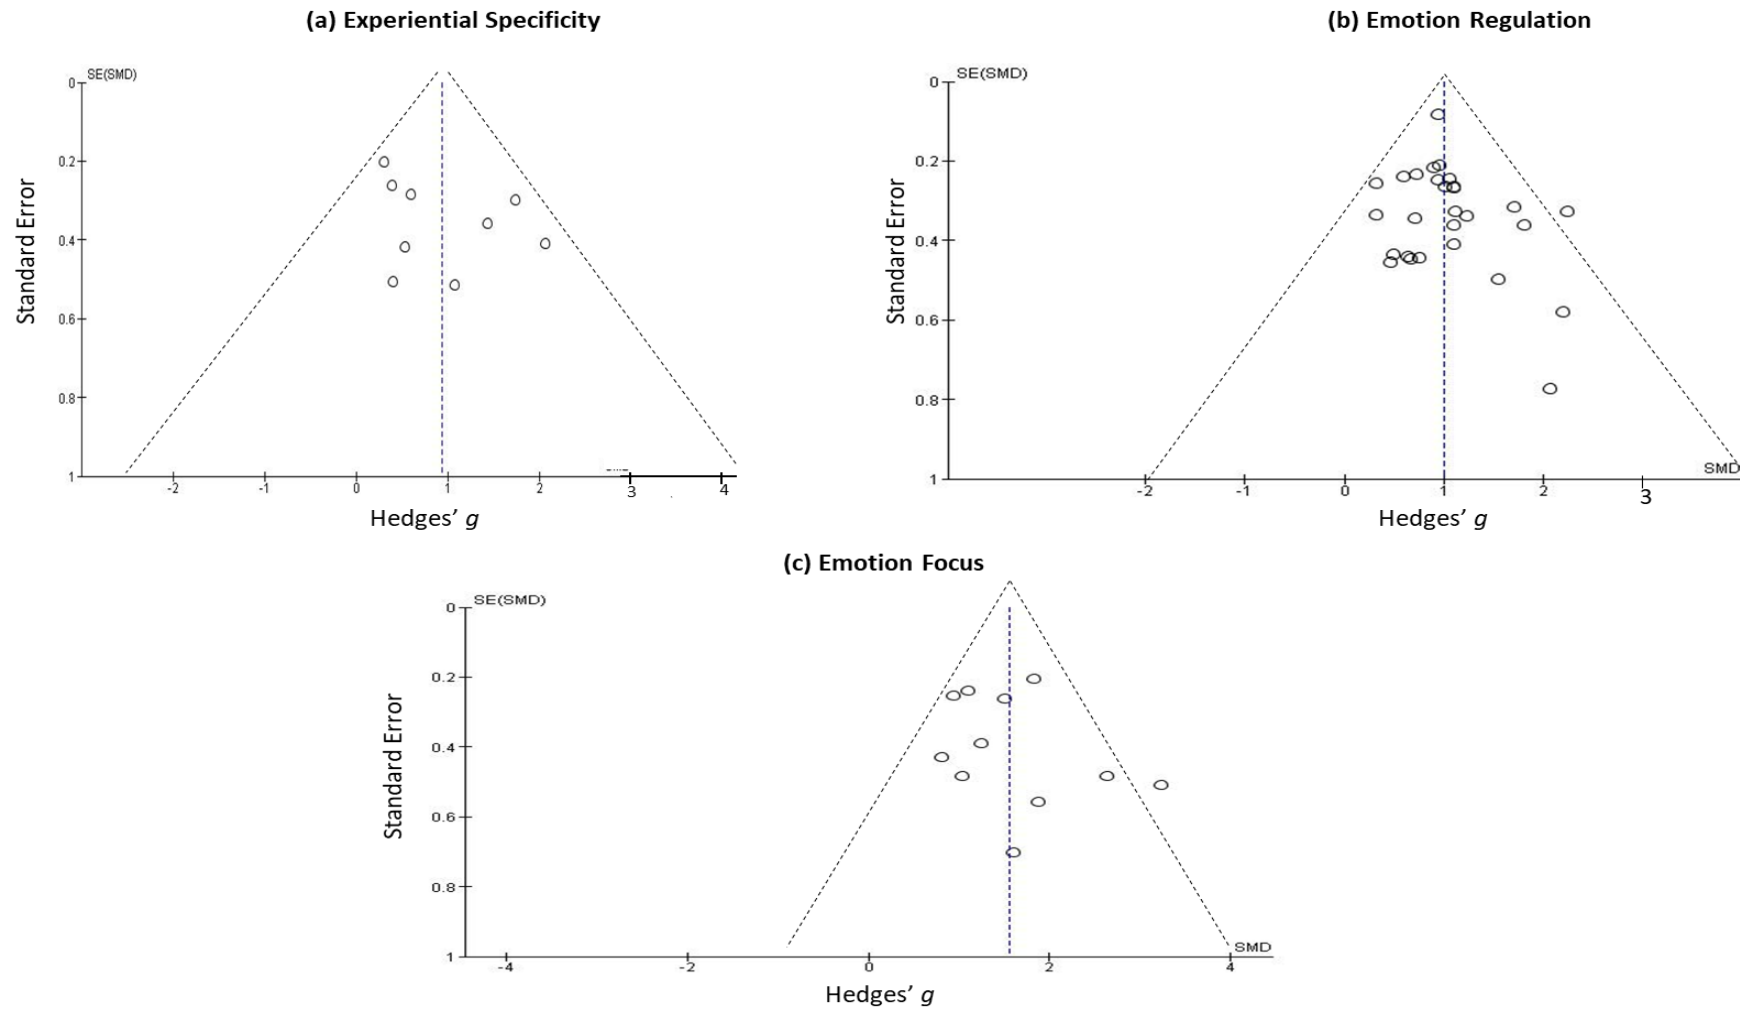 (a) Experiential Specificity
SE(SMD)
0
0.2
0.4
0.6
0.8
1
Standard Error
-2 -1 0 1 2 3 4
Hedges’ g
(b) Emotion Regulation
SE(SMD)
0
0.2
0.4
0.6
0.8
1
Standard Error
SMD
-2 -1 0 1 2 3
Hedges’ g
(c) Emotion Focus
SE(SMD)
0
0.2
0.4
0.6
0.8
1
Standard Error
SMD
-4 -2 0 2 4
Hedges’ g